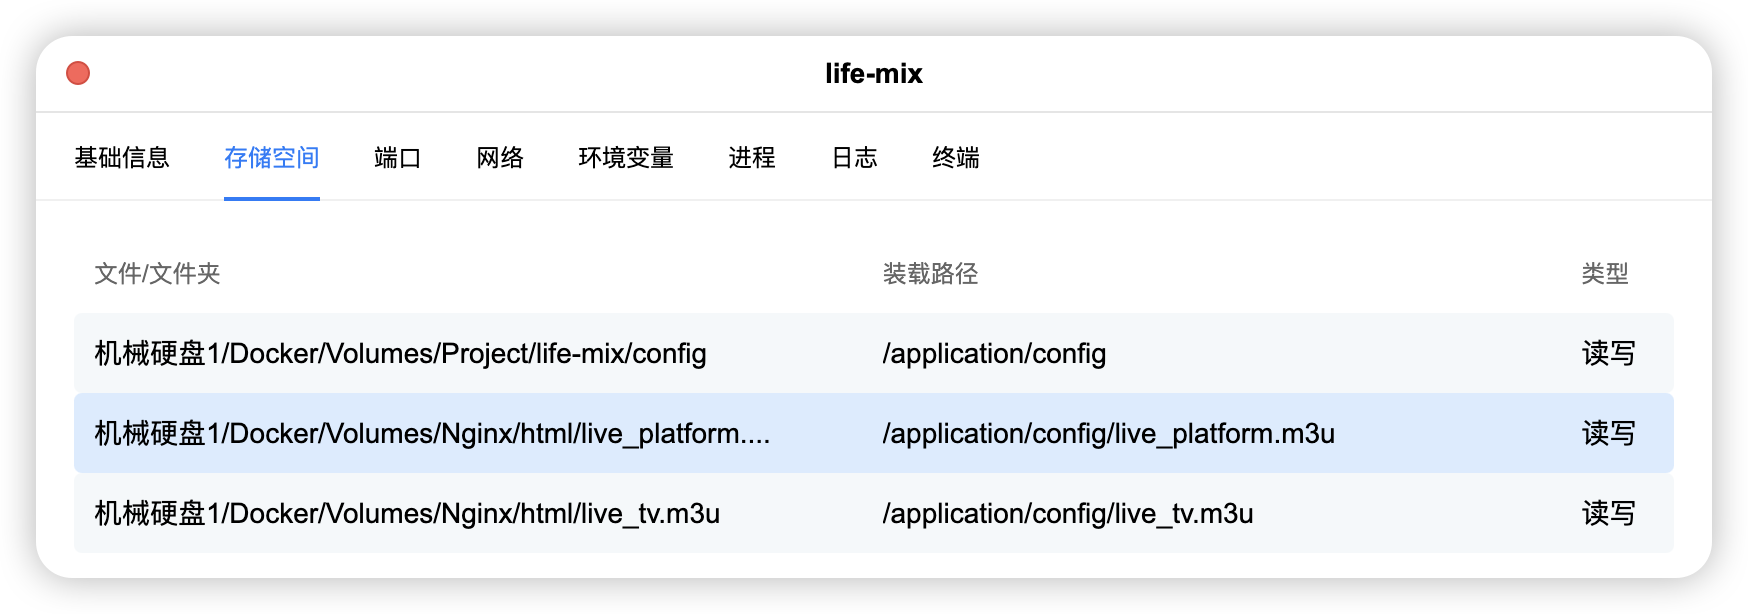 life-mix
基础信息 存储空间 端口 网络 环境变量 进程 日志 终端
文件/文件夹 装载路径 类型
机械硬盘1/Docker/Volumes/Project/life-mix/config /application/config 读写
机械硬盘1/Docker/Volumes/Nginx/html/live_platform.... /application/config/live_platform.m3u 读写
机械硬盘1/Docker/Volumes/Nginx/html/live_tv.m3u /application/config/live_tv.m3u 读写